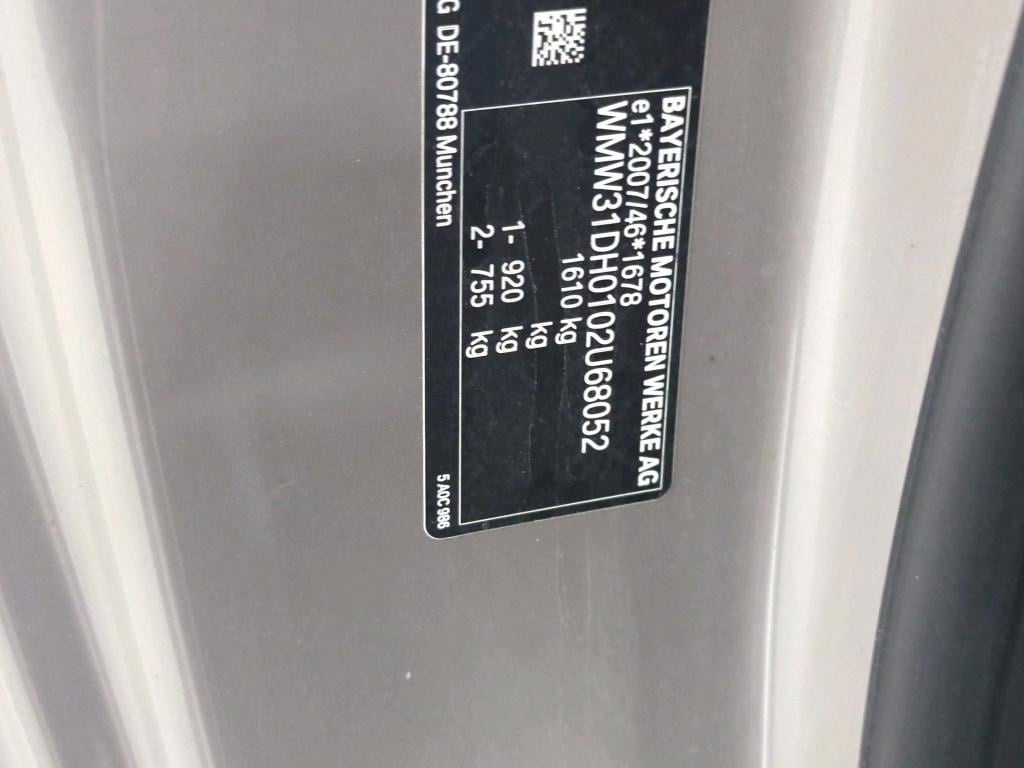 BAYERISCHE MOTOREN WERKE AG
e1*2007/46*1678
WMW31DH0102U68052
1610 kg
kg
1- 920 kg
2- 755 kg
G DE-80788 Munchen
5 A0C 986